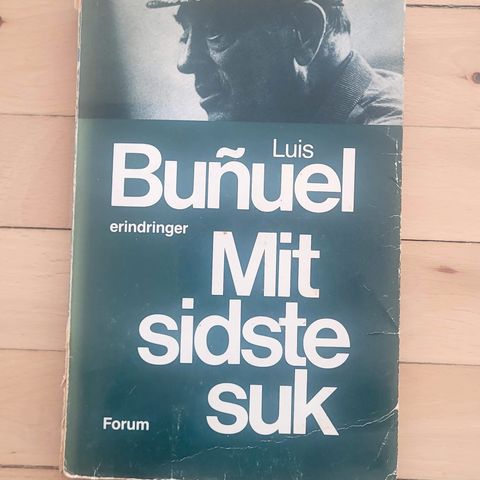 Luis
Buñuel
erindringer
Mit
sidste
suk
Forum